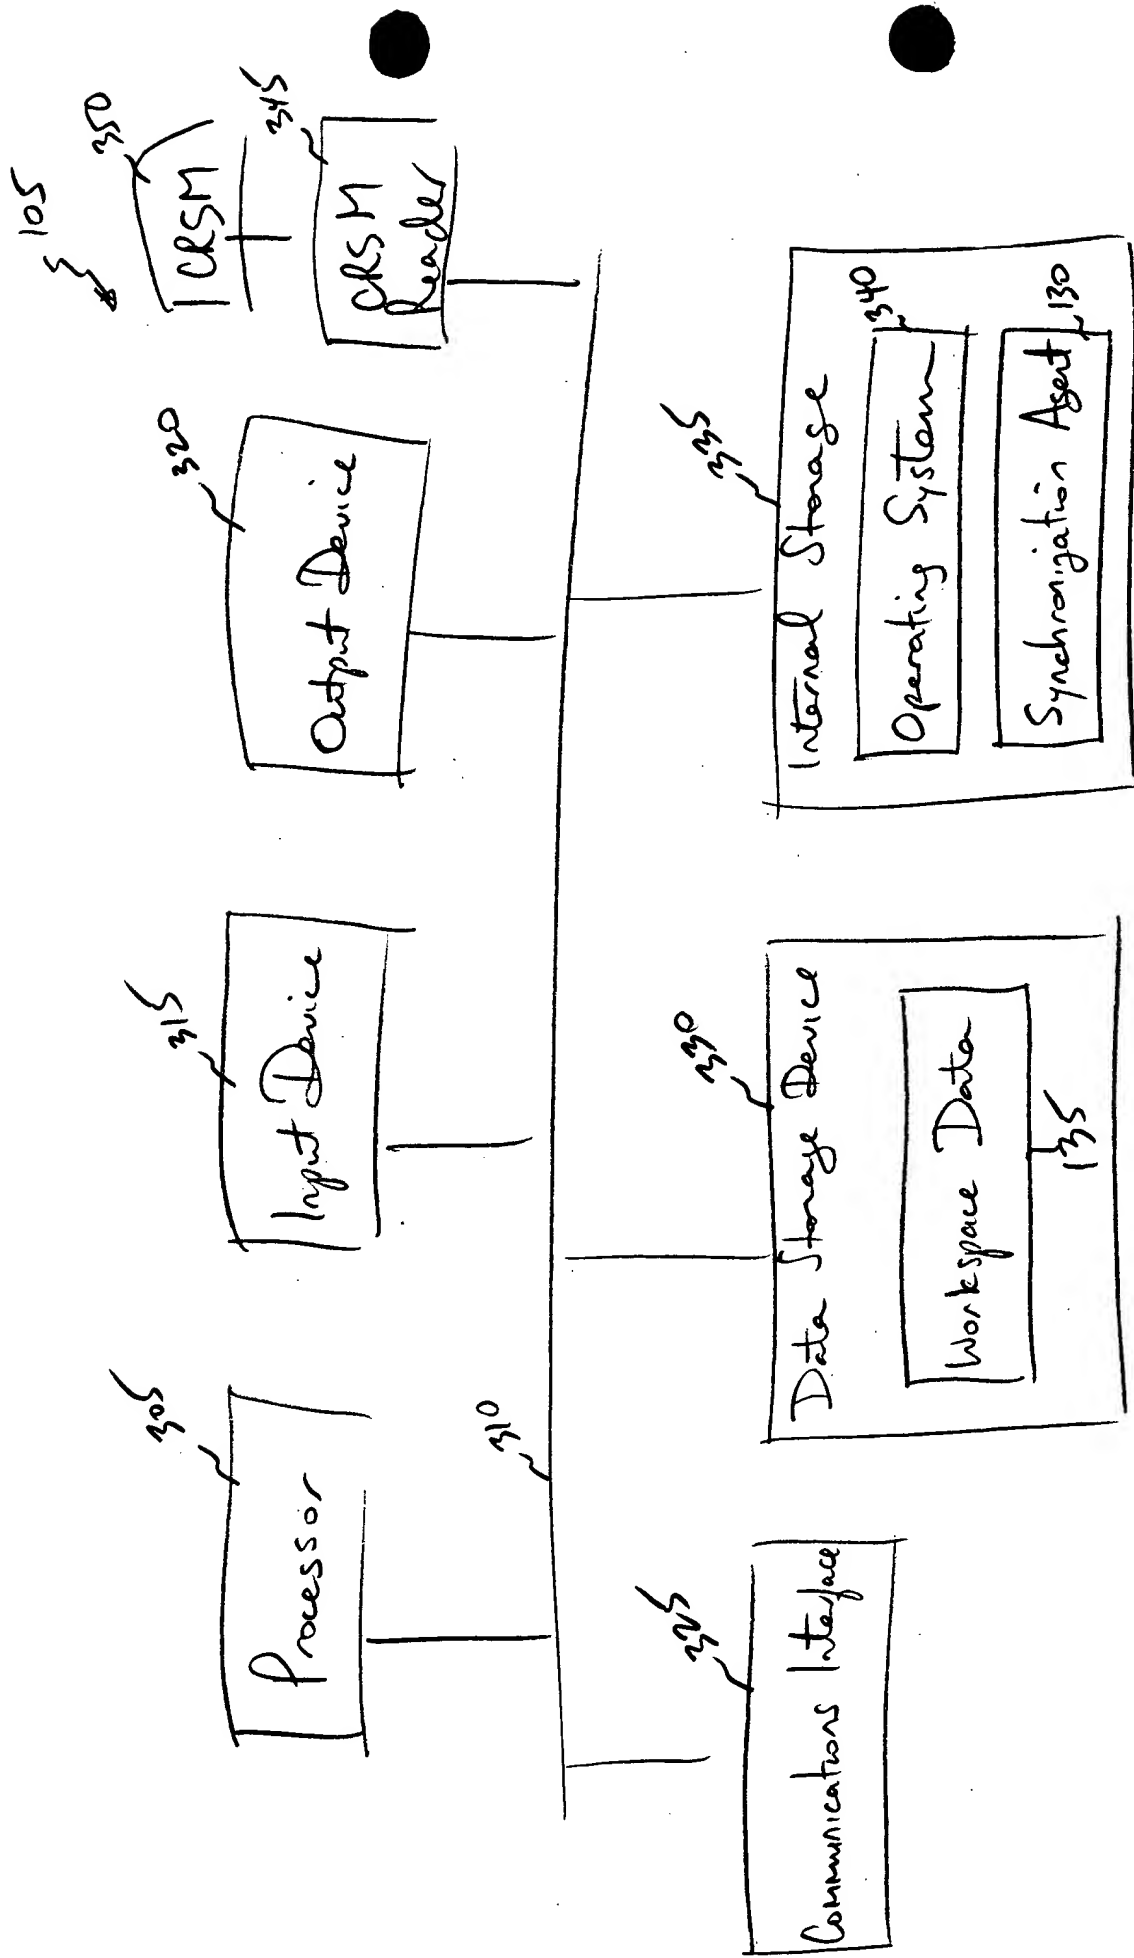 105
350
CRSM
345
CRSM
Reader
320
Output Device
315
Input Device
305
Processor
310
325
Communications Interface
330
Data Storage Device
Workspace Data
135
335
Internal Storage
340
Operating System
130
Synchronization Agent